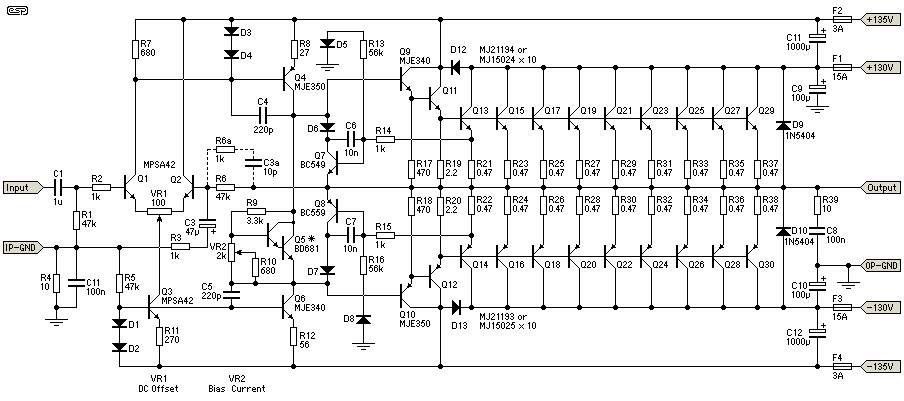 esp
F2
3A
+135V
C11
1000µ
F1
15A
+130V
C9
100µ
R7
680
D3
D4
R8
27
D5
R13
56k
Q9
MJE340
D12
MJ21194 or
MJ15024 × 10
Q11
Q4
MJE350
C4
220p
D6
C6
10n
R14
1k
Q13
Q15
Q17
Q19
Q21
Q23
Q25
Q27
Q29
D9
1N5404
R6a
1k
C3a
10p
MPSA42
Q7
BC549
R17
470
R19
2.2
R21
0.47
R23
0.47
R25
0.47
R27
0.47
R29
0.47
R31
0.47
R33
0.47
R35
0.47
R37
0.47
Input
C1
1u
R2
1k
Q1
VR1
100
Q2
R6
47k
Output
R1
47k
C3
47µ
R9
3.3k
Q8
BC559
R18
470
R20
2.2
R22
0.47
R24
0.47
R26
0.47
R28
0.47
R30
0.47
R32
0.47
R34
0.47
R36
0.47
R38
0.47
R39
10
D10
1N5404
C8
100n
IP-GND
R3
1k
VR2
2k
R10
680
Q5 *
BD681
C7
10n
R15
1k
R16
56k
D7
Q12
Q14
Q16
Q18
Q20
Q22
Q24
Q26
Q28
Q30
OP-GND
R4
10
C11
100n
R5
47k
Q3
MPSA42
C5
220p
Q6
MJE340
D8
Q10
MJE350
D13
MJ21193 or
MJ15025 × 10
C10
100µ
F3
15A
-130V
D1
D2
R11
270
R12
56
C12
1000µ
F4
3A
-135V
VR1
DC Offset
VR2
Bias Current